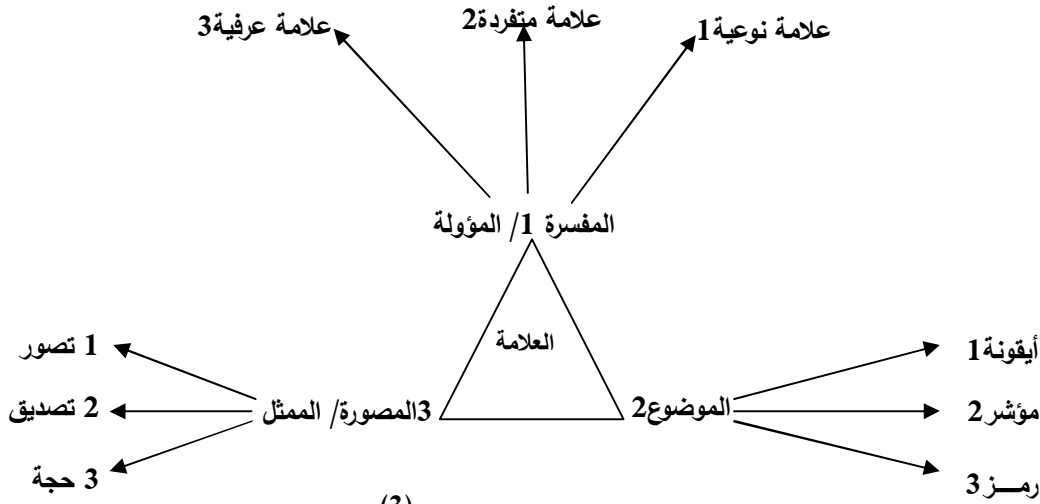 علامة نوعية1
علامة متفردة2
علامة عرفية3
المفسرة 1/ المؤولة
العلامة
أيقونة1
1 تصور
الموضوع2
3المصورة/ الممثل
مؤشر2
2 تصديق
رمـــز3
3 حجة